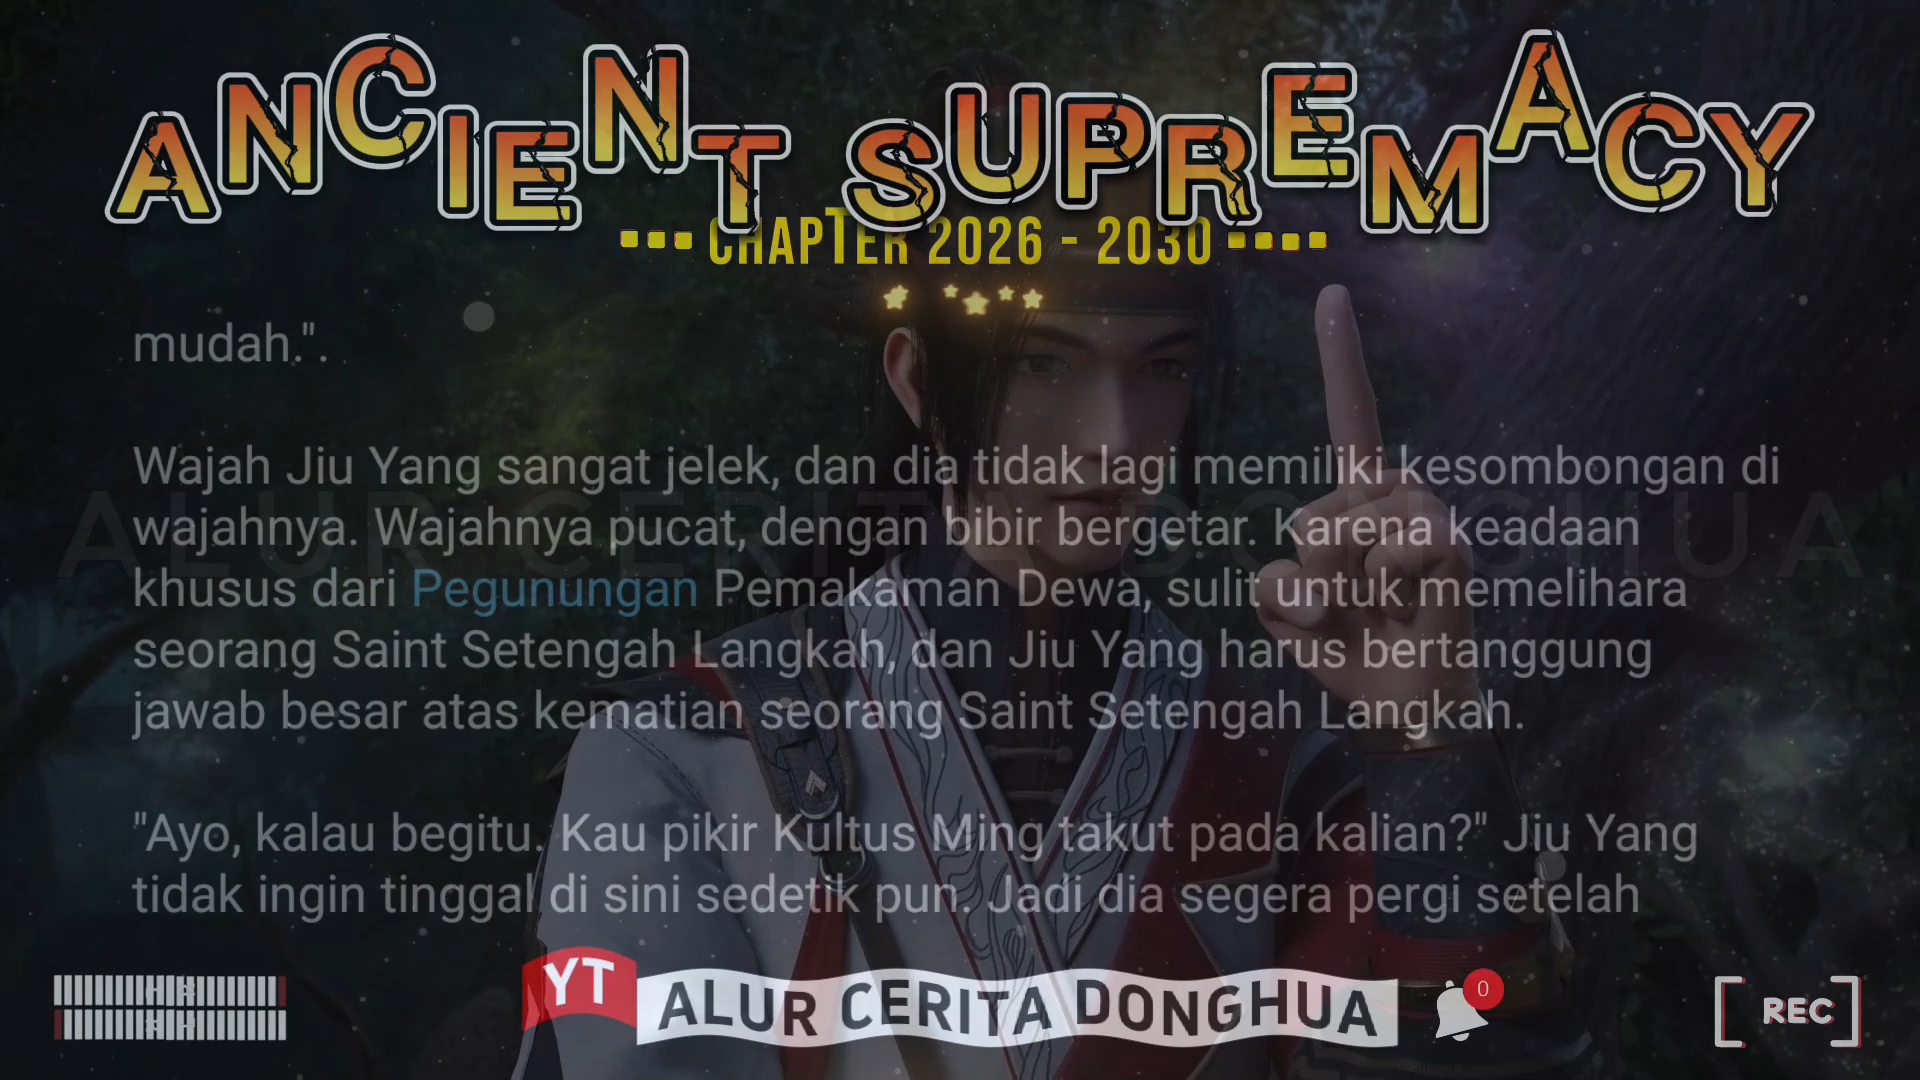 ANCIENT SUPREMACY
CHAPTER 2026 - 2030
mudah.".
Wajah Jiu Yang sangat jelek, dan dia tidak lagi memiliki kesombongan di
wajahnya. Wajahnya pucat, dengan bibir bergetar. Karena keadaan
ALUR CERITA DONGHUA
khusus dari Pegunungan Pemakaman Dewa, sulit untuk memelihara
seorang Saint Setengah Langkah, dan Jiu Yang harus bertanggung
jawab besar atas kematian seorang Saint Setengah Langkah.
"Ayo, kalau begitu. Kau pikir Kultus Ming takut pada kalian?" Jiu Yang
tidak ingin tinggal di sini sedetik pun. Jadi dia segera pergi setelah
YT ALUR CERITA DONGHUA
0
REC